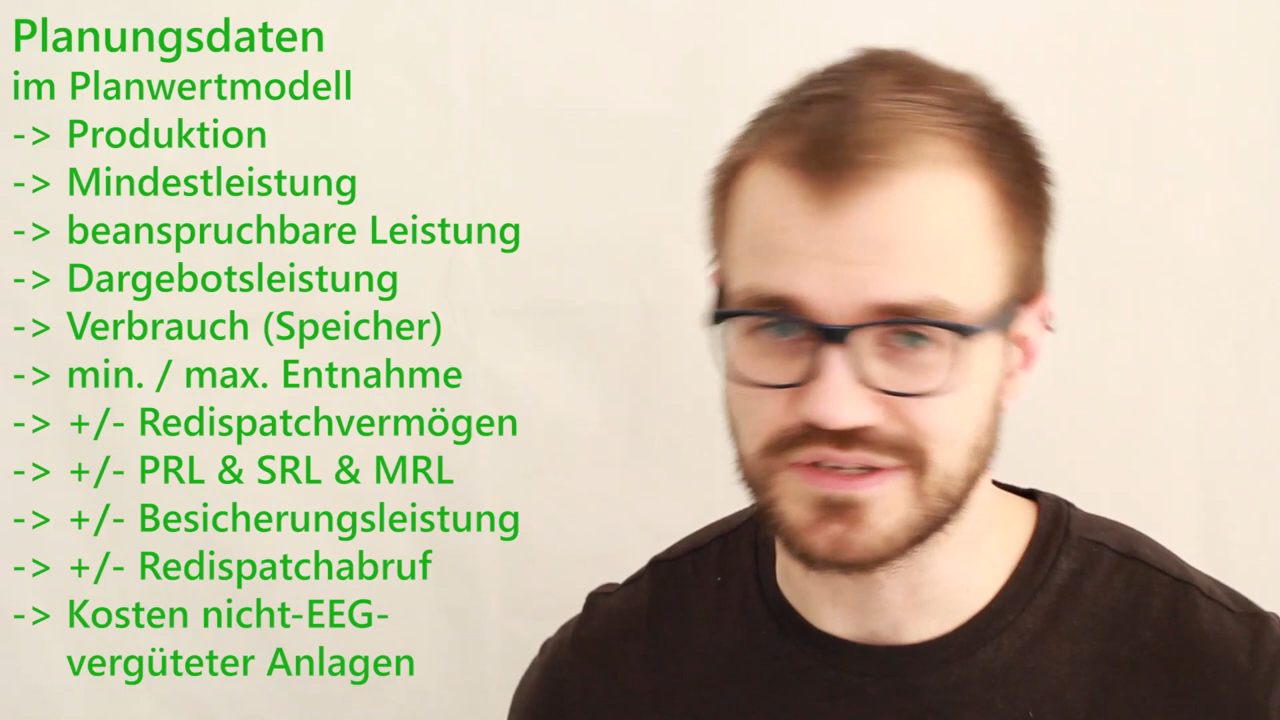 Planungsdaten
im Planwertmodell
-> Produktion
-> Mindestleistung
-> beanspruchbare Leistung
-> Dargebotsleistung
-> Verbrauch (Speicher)
-> min. / max. Entnahme
-> +/- Redispatchvermögen
-> +/- PRL & SRL & MRL
-> +/- Besicherungsleistung
-> +/- Redispatchabruf
-> Kosten nicht-EEG-
vergüteter Anlagen